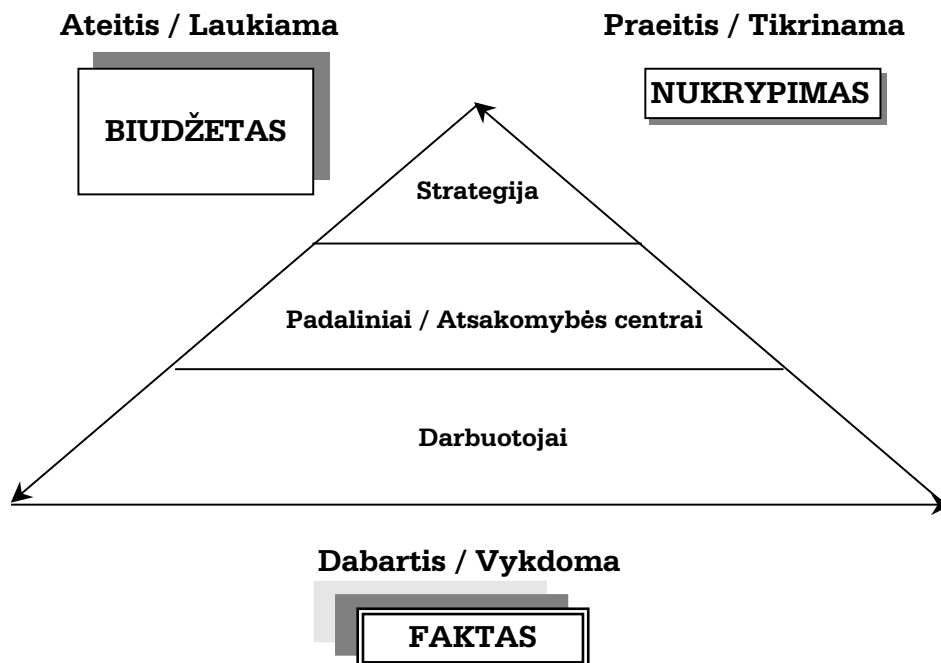 Ateitis / Laukiama
Praeitis / Tikrinama
BIUDŽETAS
NUKRYPIMAS
Strategija
Padaliniai / Atsakomybės centrai
Darbuotojai
Dabartis / Vykdoma
FAKTAS